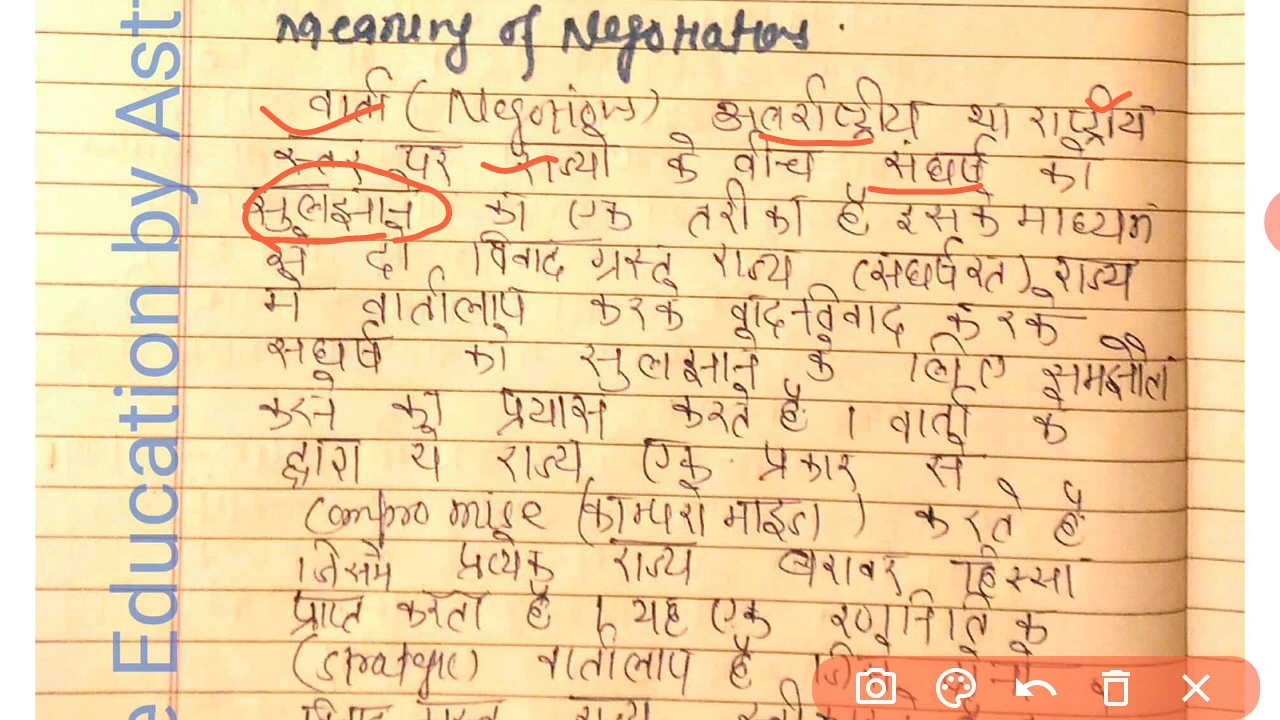 Meaning of Negotiations.
वार्ता (Negotions) अन्तर्राष्ट्रीय या राष्ट्रीय
स्तर पर राज्यो के बीच संघर्ष को
सुलझाने का एक तरीका है इसके माध्यम
से दो विवाद ग्रस्त राज्य (संघर्षरत) राज्य
मे वार्तालाप करके वाद-विवाद करके
संघर्ष को सुलझाने के लिए समझौता
करने का प्रयास करते है । वार्ता के
द्वारा ये राज्य एक प्रकार से
compromise (काम्परोमाइज) करते है
जिसमे प्रत्येक राज्य बराबर हिस्सा
प्राप्त करता है । यह एक रणनीति के
(strategic) वार्तालाप है
Education by Ast